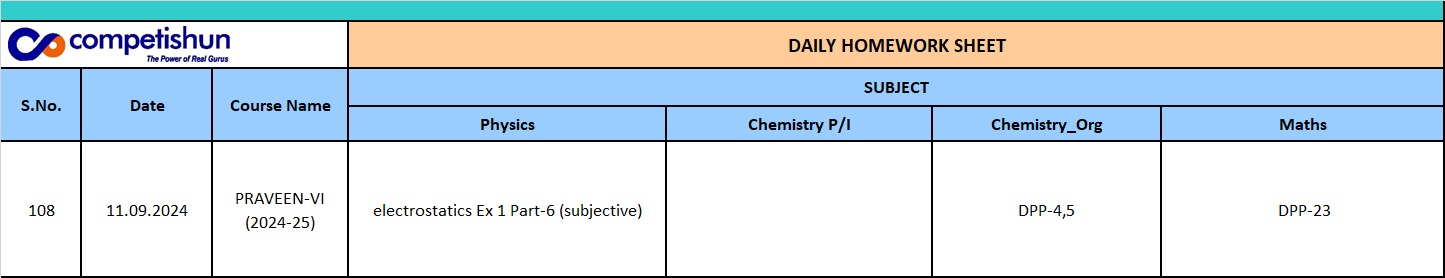 competishun
The Power of Real Gurus
DAILY HOMEWORK SHEET
S.No.
Date
Course Name
SUBJECT
Physics
Chemistry P/I
Chemistry_Org
Maths
108
11.09.2024
PRAVEEN-VI
(2024-25)
electrostatics Ex 1 Part-6 (subjective)
DPP-4,5
DPP-23